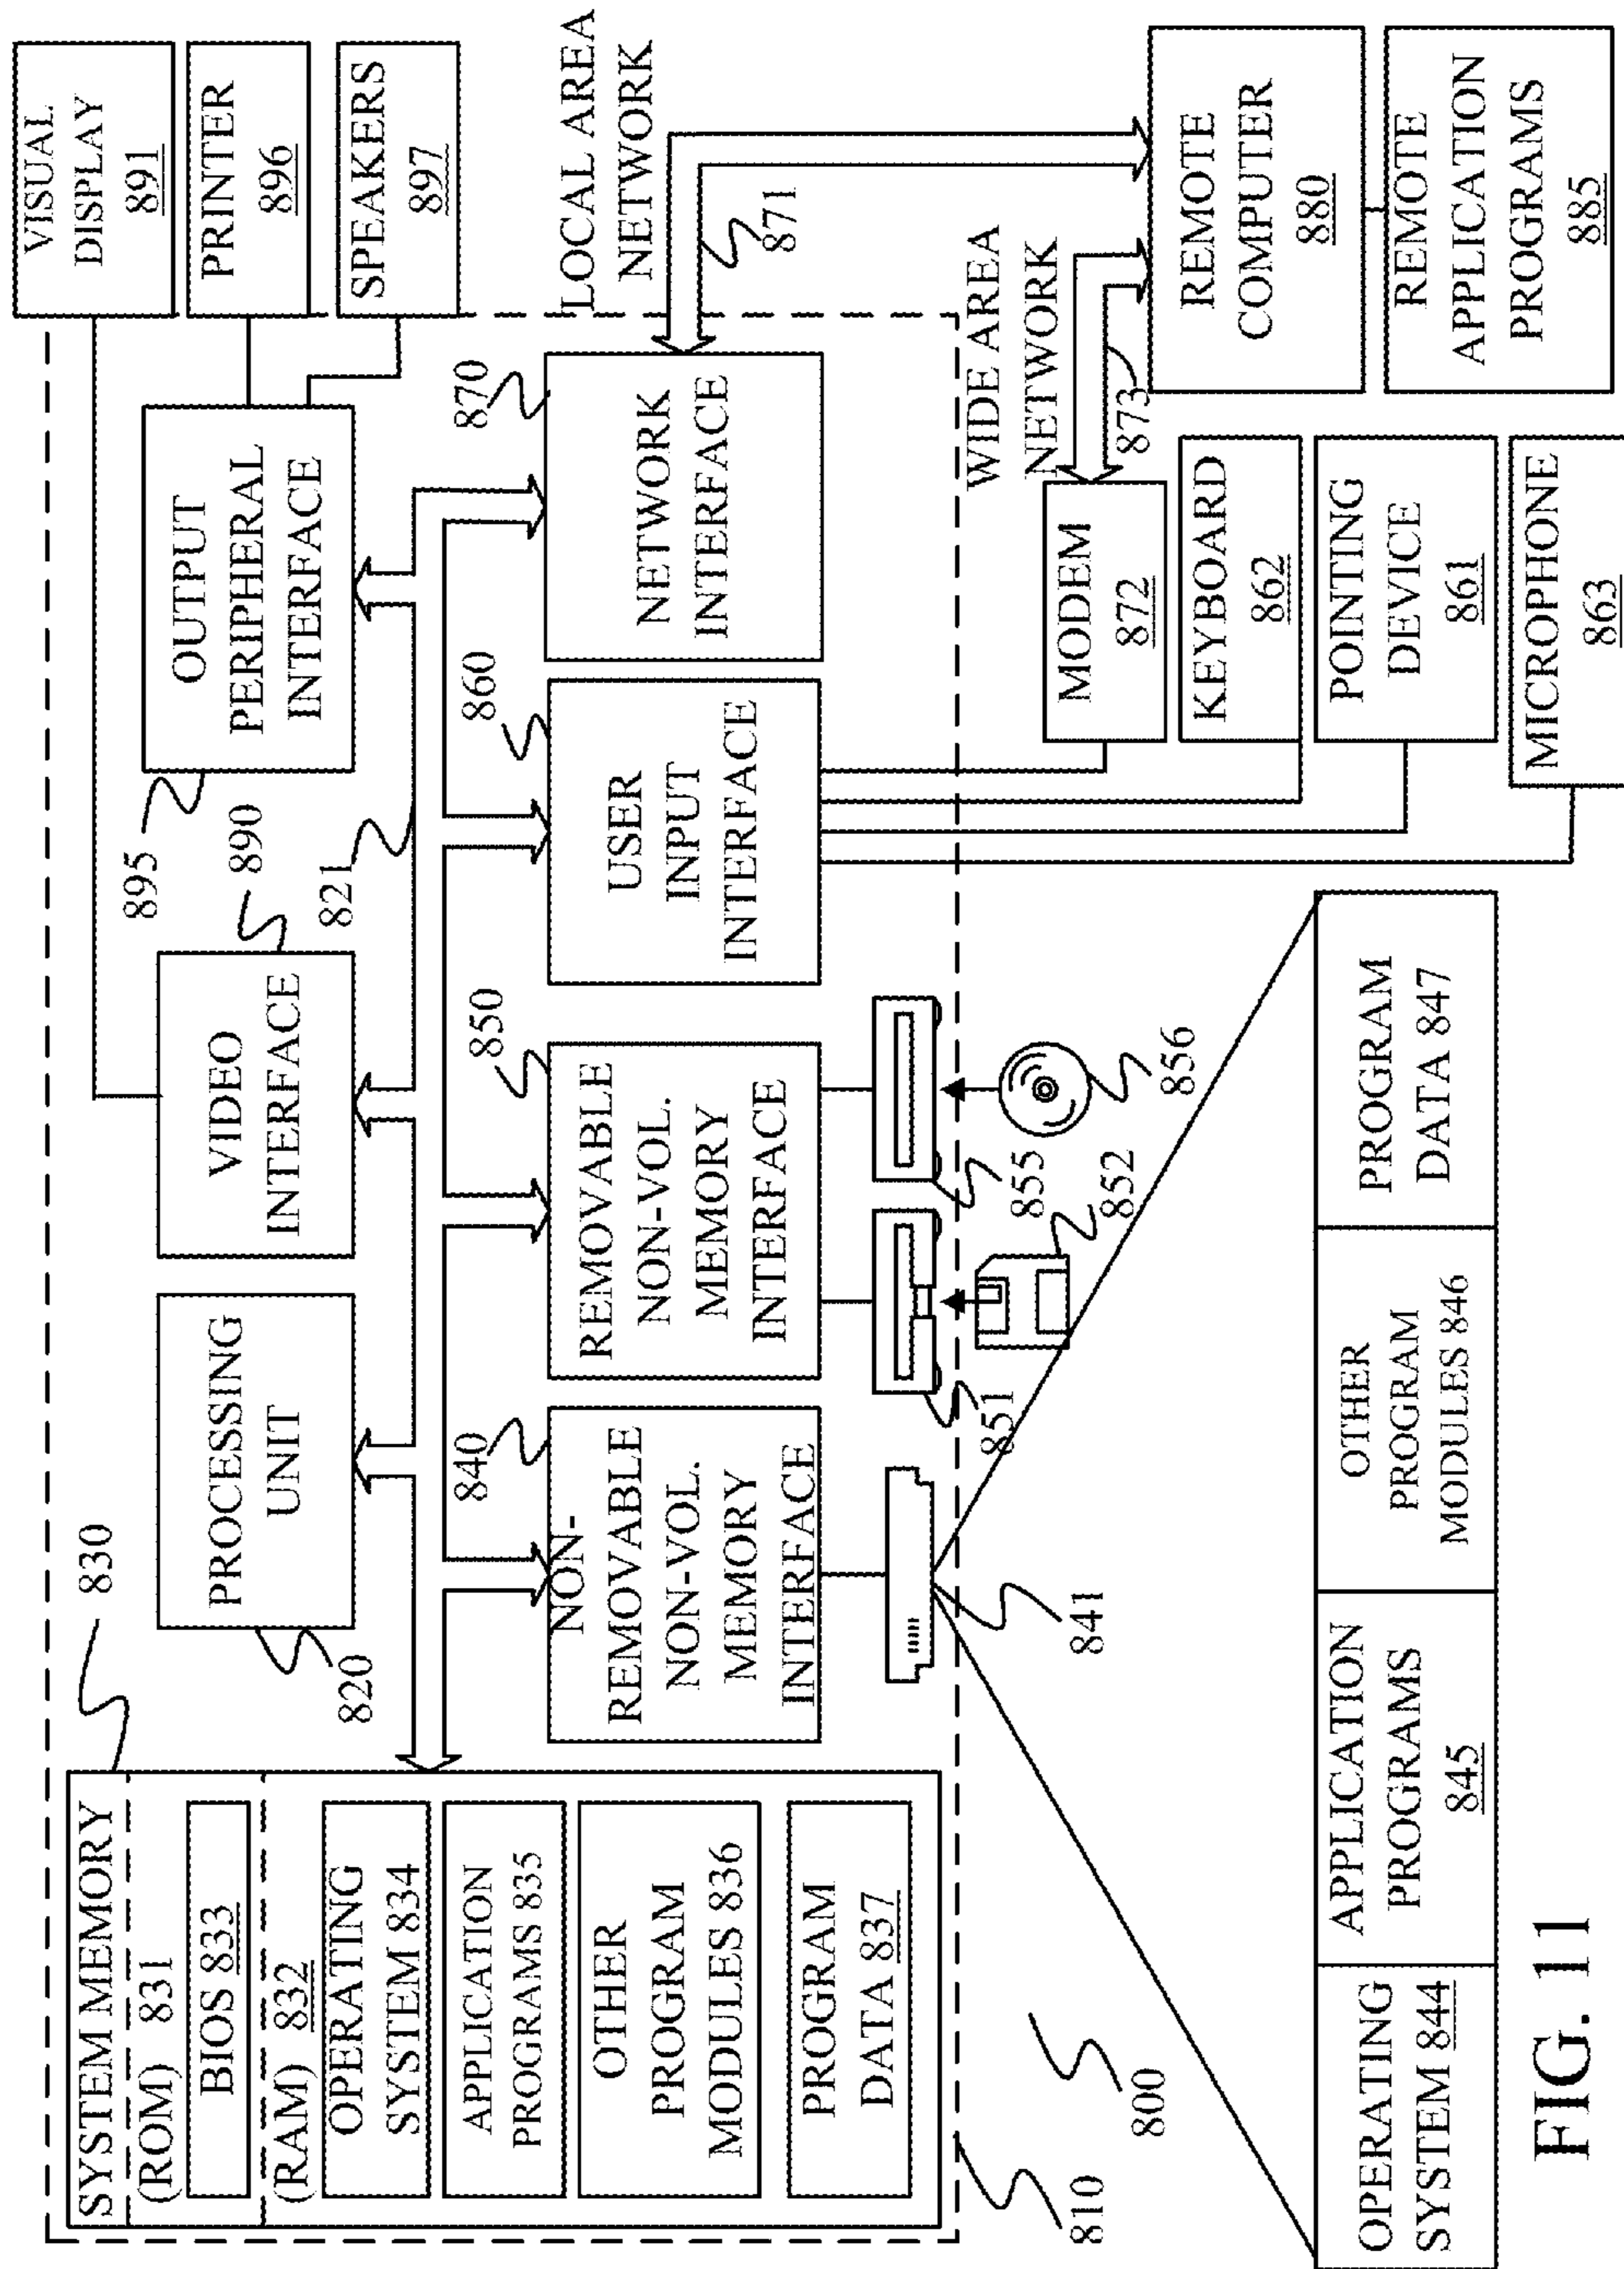 VISUAL
DISPLAY
891
PRINTER
896
SPEAKERS
897
830
SYSTEM MEMORY
(ROM) 831
BIOS 833
(RAM) 832
OPERATING
SYSTEM 834
APPLICATION
PROGRAMS 835
OTHER
PROGRAM
MODULES 836
PROGRAM
DATA 837
810
800
PROCESSING
UNIT
820
VIDEO
INTERFACE
890
821
OUTPUT
PERIPHERAL
INTERFACE
895
840
NON-
REMOVABLE
NON-VOL.
MEMORY
INTERFACE
841
850
REMOVABLE
NON-VOL.
MEMORY
INTERFACE
851
855
852
856
860
USER
INPUT
INTERFACE
870
NETWORK
INTERFACE
LOCAL AREA
NETWORK
871
WIDE AREA
NETWORK
873
MODEM
872
KEYBOARD
862
POINTING
DEVICE
861
MICROPHONE
863
REMOTE
COMPUTER
880
REMOTE
APPLICATION
PROGRAMS
885
OPERATING
SYSTEM 844
APPLICATION
PROGRAMS
845
OTHER
PROGRAM
MODULES 846
PROGRAM
DATA 847
FIG. 11